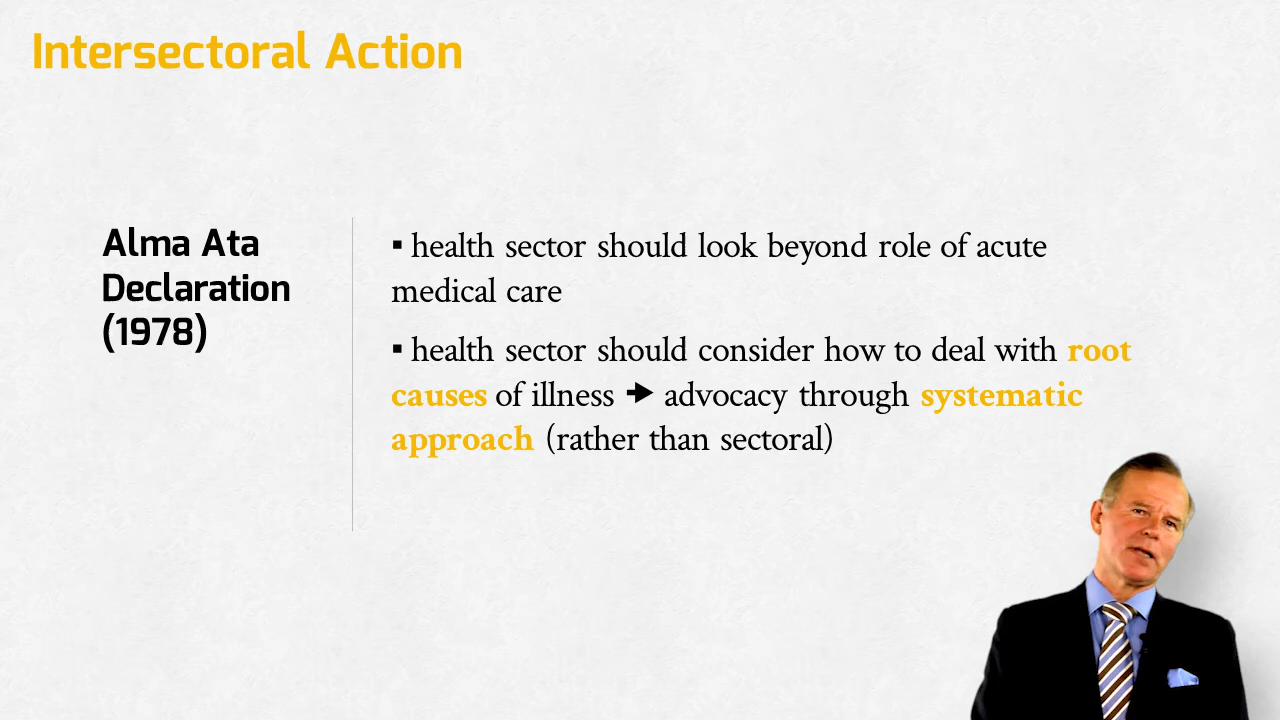 Intersectoral Action
Alma Ata
Declaration
(1978)
▪ health sector should look beyond role of acute
medical care
▪ health sector should consider how to deal with root
causes of illness 🡆 advocacy through systematic
approach (rather than sectoral)